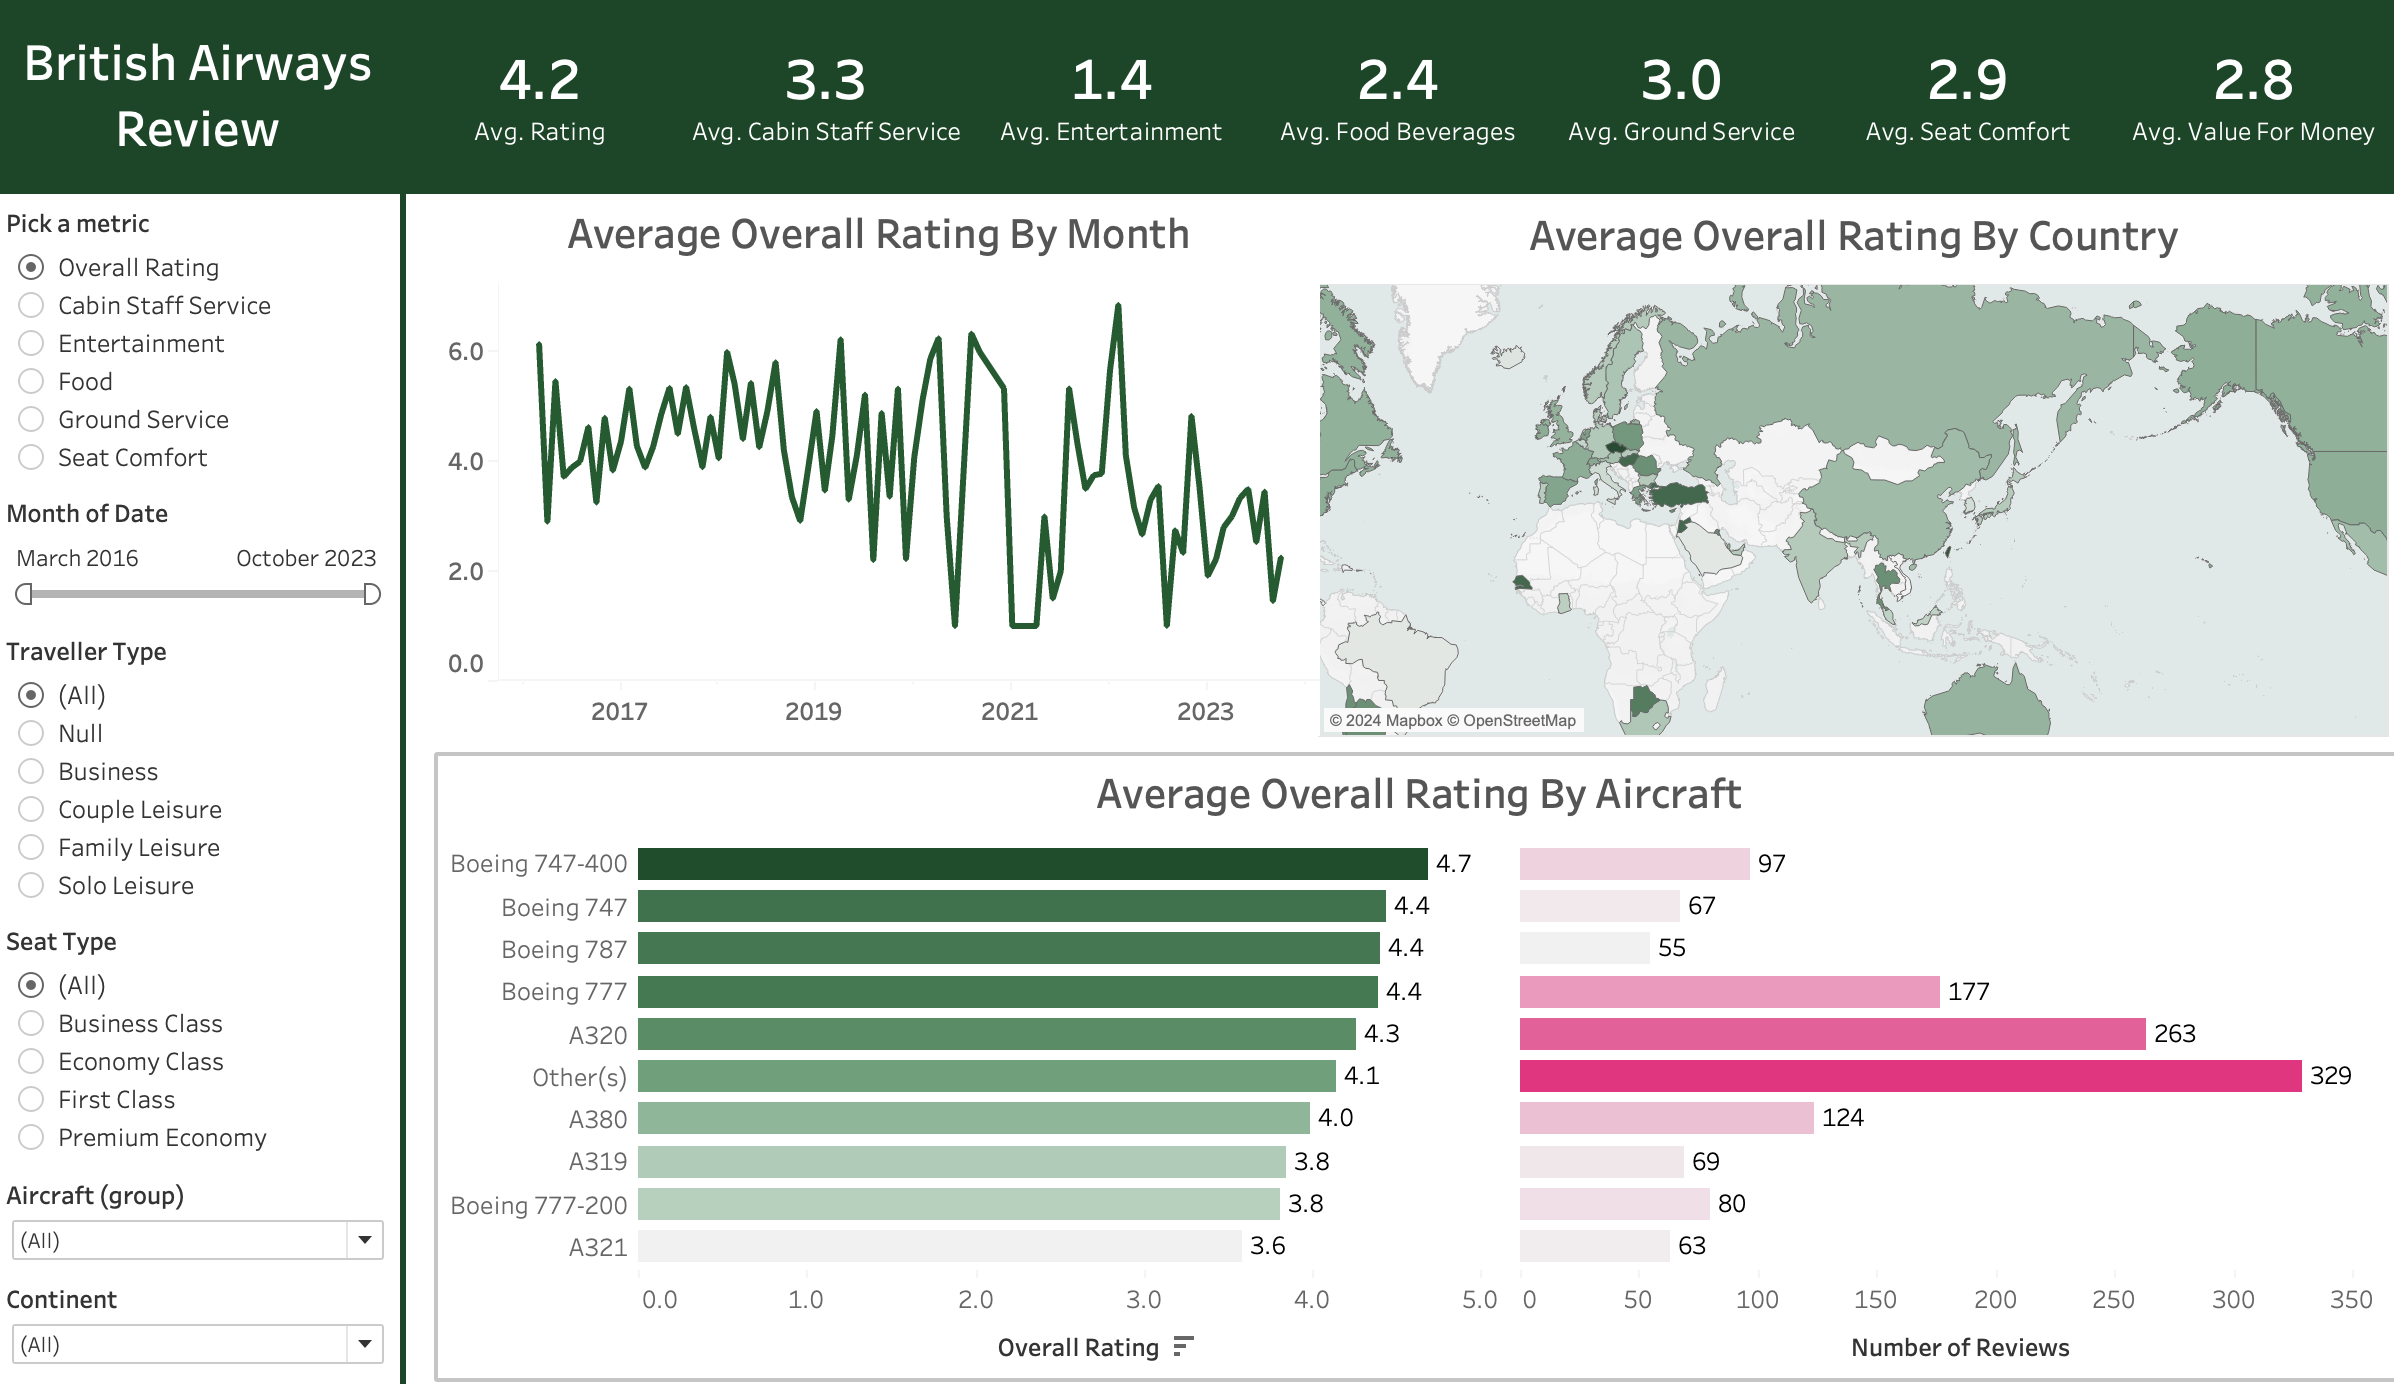 British Airways
Review
4.2
Avg. Rating
3.3
Avg. Cabin Staff Service
1.4
Avg. Entertainment
2.4
Avg. Food Beverages
3.0
Avg. Ground Service
2.9
Avg. Seat Comfort
2.8
Avg. Value For Money
Pick a metric
Overall Rating
Cabin Staff Service
Entertainment
Food
Ground Service
Seat Comfort
Month of Date
March 2016 October 2023
Traveller Type
(All)
Null
Business
Couple Leisure
Family Leisure
Solo Leisure
Seat Type
(All)
Business Class
Economy Class
First Class
Premium Economy
Aircraft (group)
(All)
Continent
(All)
Average Overall Rating By Month
6.0
4.0
2.0
0.0
2017 2019 2021 2023
Average Overall Rating By Country
© 2024 Mapbox © OpenStreetMap
Average Overall Rating By Aircraft
Boeing 747-400 4.7 97
Boeing 747 4.4 67
Boeing 787 4.4 55
Boeing 777 4.4 177
A320 4.3 263
Other(s) 4.1 329
A380 4.0 124
A319 3.8 69
Boeing 777-200 3.8 80
A321 3.6 63
0.0 1.0 2.0 3.0 4.0 5.0 0 50 100 150 200 250 300 350
Overall Rating Number of Reviews